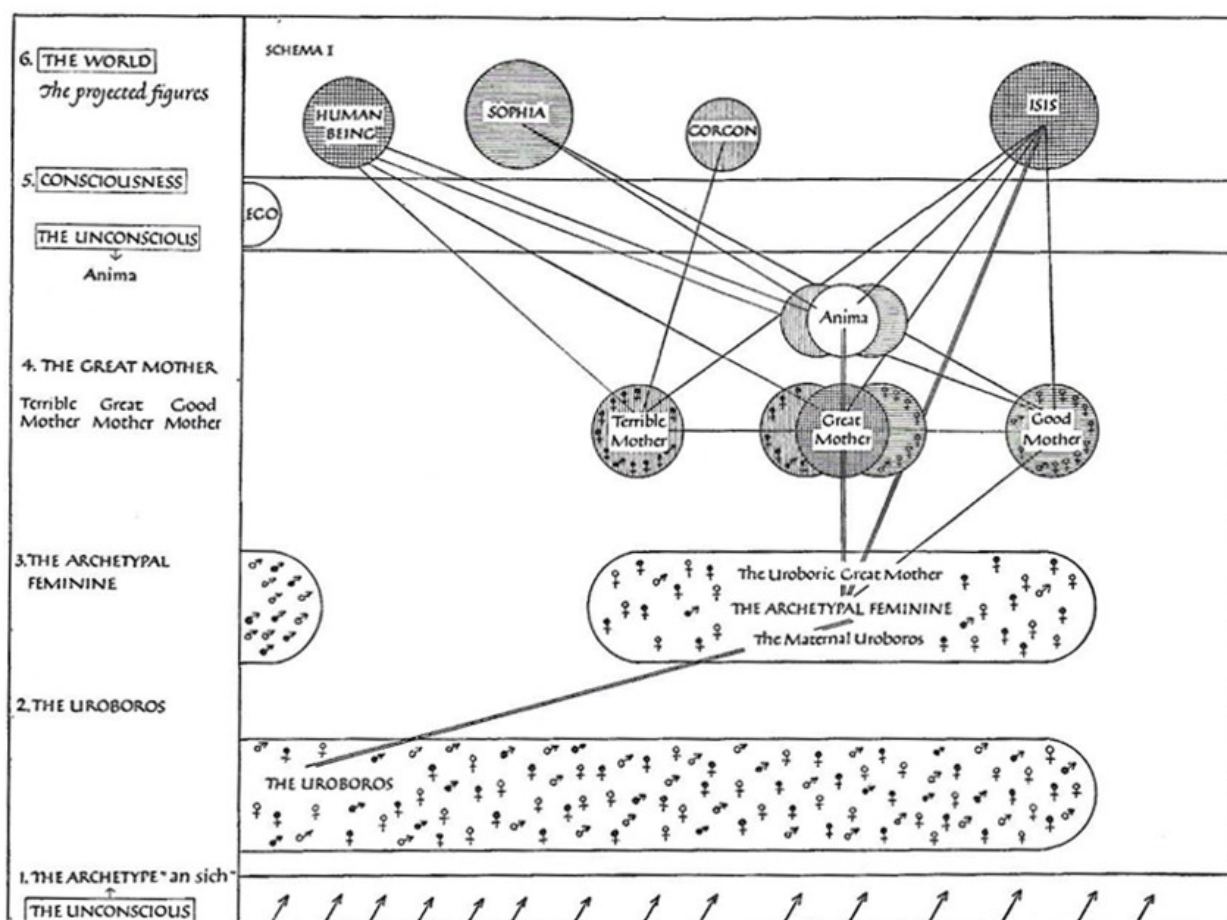 6. THE WORLD
The projected figures
5. CONSCIOUSNESS
THE UNCONSCIOUS
Anima
4. THE GREAT MOTHER
Terrible Great Good
Mother Mother Mother
3. THE ARCHETYPAL
FEMININE
2. THE UROBOROS
1. THE ARCHETYPE "an sich"
THE UNCONSCIOUS
SCHEMA I
HUMAN
BEING
SOPHIA
GORGON
ISIS
EGO
Anima
Terrible
Mother
Great
Mother
Good
Mother
The Uroboric Great Mother
THE ARCHETYPAL FEMININE
The Maternal Uroboros
THE UROBOROS